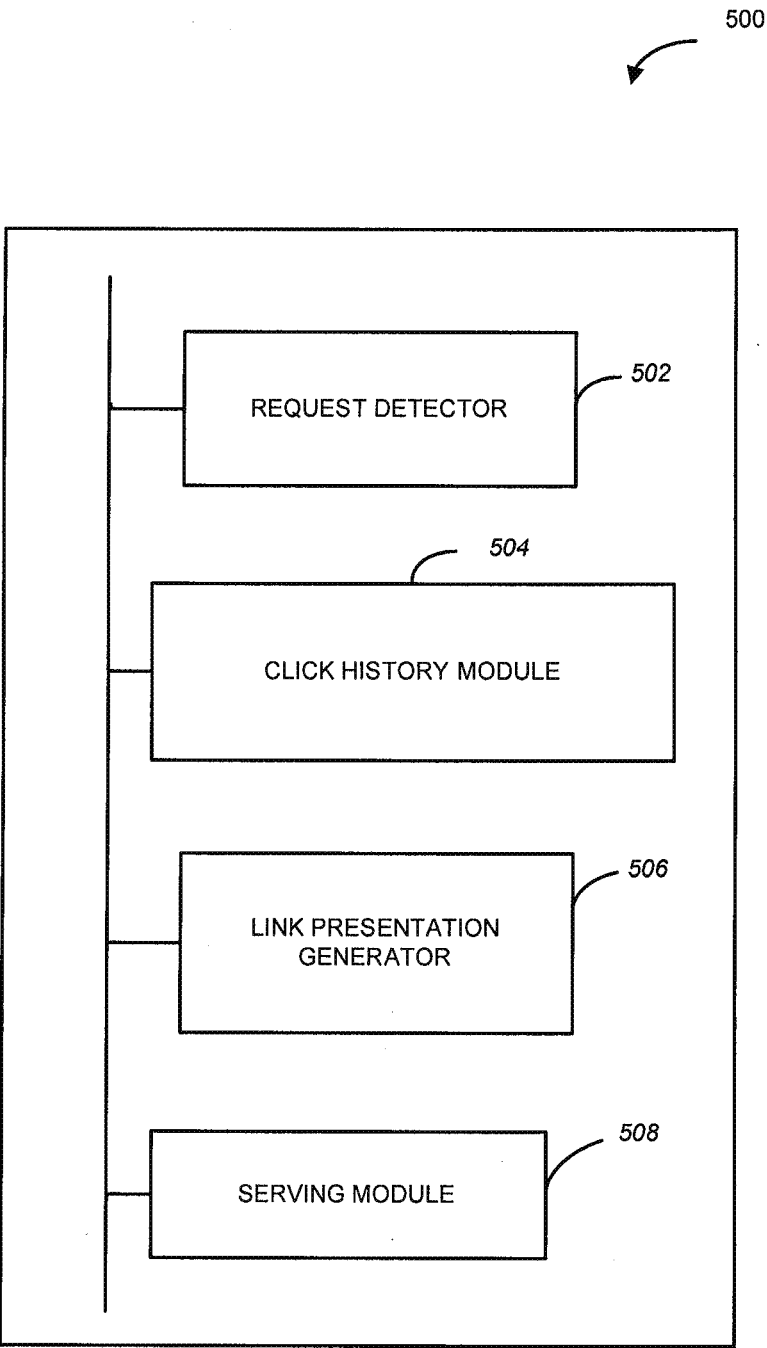 500
REQUEST DETECTOR
502
504
CLICK HISTORY MODULE
506
LINK PRESENTATION
GENERATOR
508
SERVING MODULE